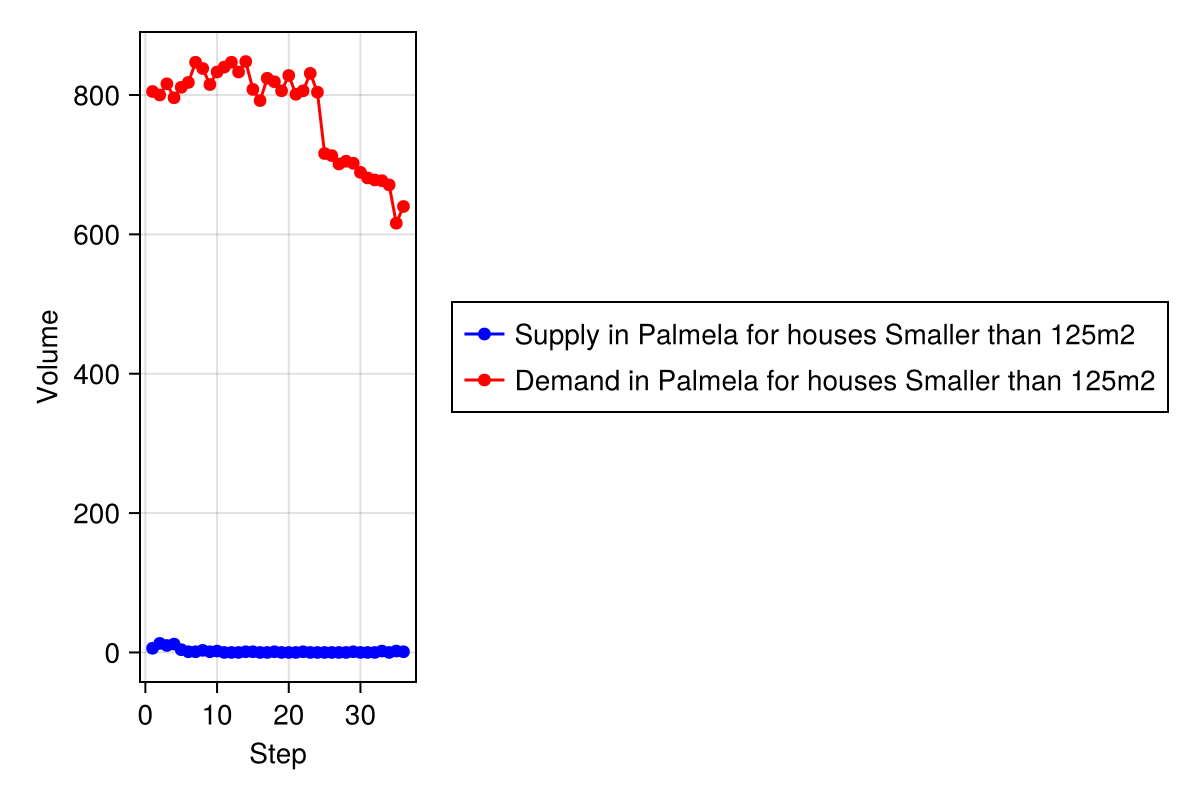 Volume
800
600
400
200
0
0 10 20 30
Step
Supply in Palmela for houses Smaller than 125m2
Demand in Palmela for houses Smaller than 125m2